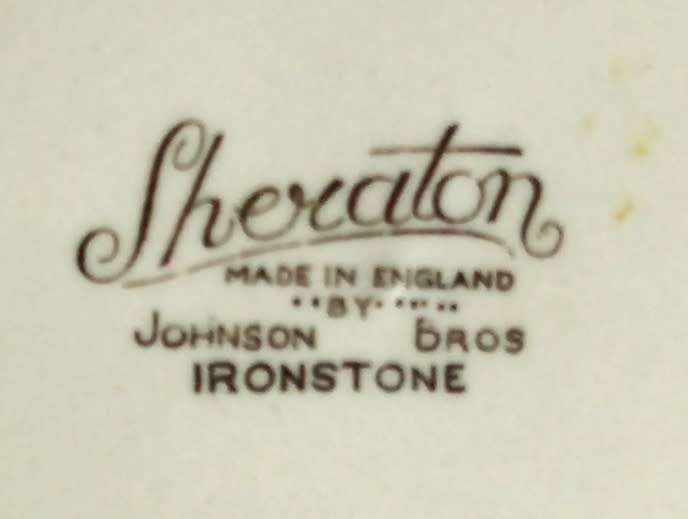 Sheraton
MADE IN ENGLAND
··BY·····
JOHNSON BROS
IRONSTONE